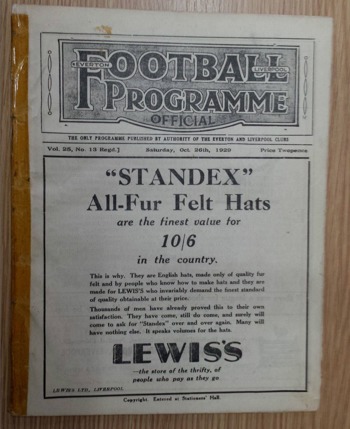 EVERTON LIVERPOOL
FOOTBALL
PROGRAMME
OFFICIAL
THE ONLY PROGRAMME PUBLISHED BY AUTHORITY OF THE EVERTON AND LIVERPOOL CLUBS
Vol. 25, No. 13 Regd.] Saturday, Oct. 26th, 1929 Price Twopence
"STANDEX"
All-Fur Felt Hats
are the finest value for
10/6
in the country.
This is why. They are English hats, made only of quality fur
felt and by people who know how to make hats and they are
made for LEWIS'S who invariably demand the finest standard
of quality obtainable at their price.
Thousands of men have already proved this to their own
satisfaction. They have come, still do come, and surely will
come to ask for "Standex" over and over again. Many will
have nothing else. It speaks volumes for the hats.
LEWIS'S
—the store of the thrifty, of
people who pay as they go
LEWIS'S LTD., LIVERPOOL.
Copyright. Entered at Stationers' Hall.